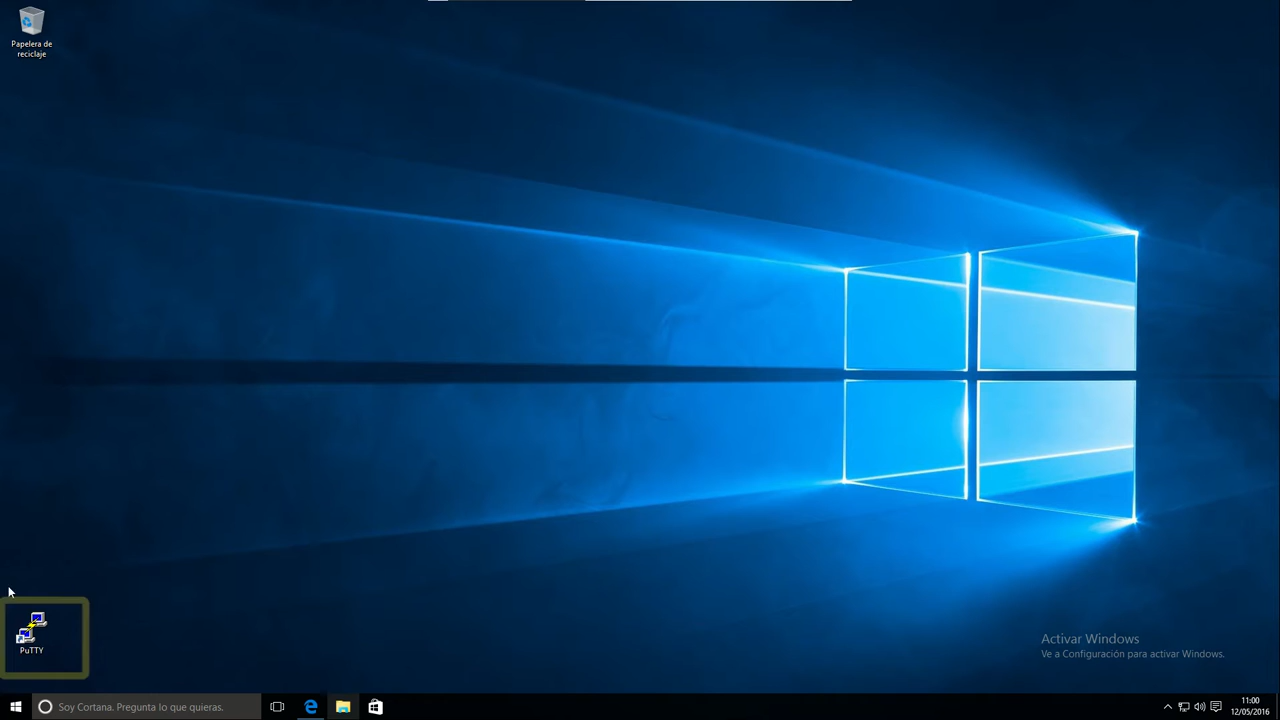 Papelera de
reciclaje
PuTTY
Activar Windows
Ve a Configuración para activar Windows.
Soy Cortana. Pregunta lo que quieras.
11:00
12/05/2016